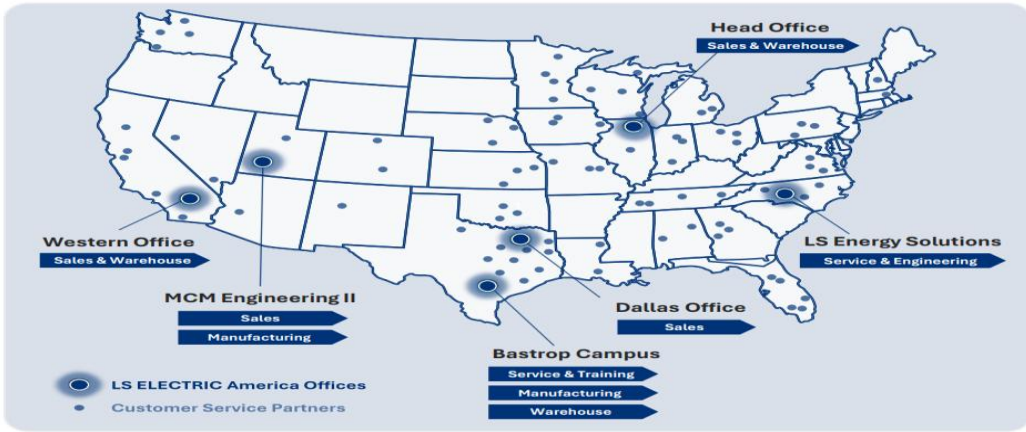 Head Office
Sales & Warehouse
Western Office
Sales & Warehouse
LS Energy Solutions
Service & Engineering
MCM Engineering II
Sales
Manufacturing
Dallas Office
Sales
Bastrop Campus
Service & Training
Manufacturing
Warehouse
LS ELECTRIC America Offices
Customer Service Partners